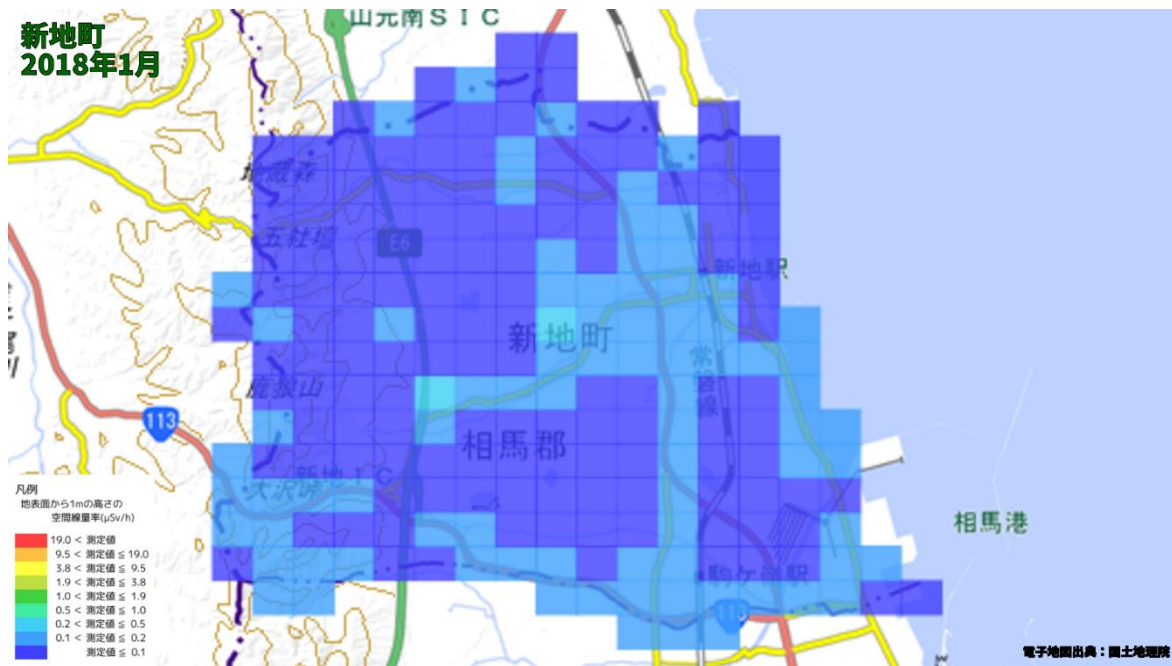 新地町
2018年1月
山元南SIC
地蔵森
五社壇
E6
新地駅
新地町
常磐線
鹿狼山
113
相馬郡
新地IC
大沢峠
相馬港
駒ケ嶺駅
113
凡例
地表面から1mの高さの
空間線量率(μSv/h)
19.0 < 測定値
9.5 < 測定値 ≦ 19.0
3.8 < 測定値 ≦ 9.5
1.9 < 測定値 ≦ 3.8
1.0 < 測定値 ≦ 1.9
0.5 < 測定値 ≦ 1.0
0.2 < 測定値 ≦ 0.5
0.1 < 測定値 ≦ 0.2
測定値 ≦ 0.1
電子地図出典：国土地理院